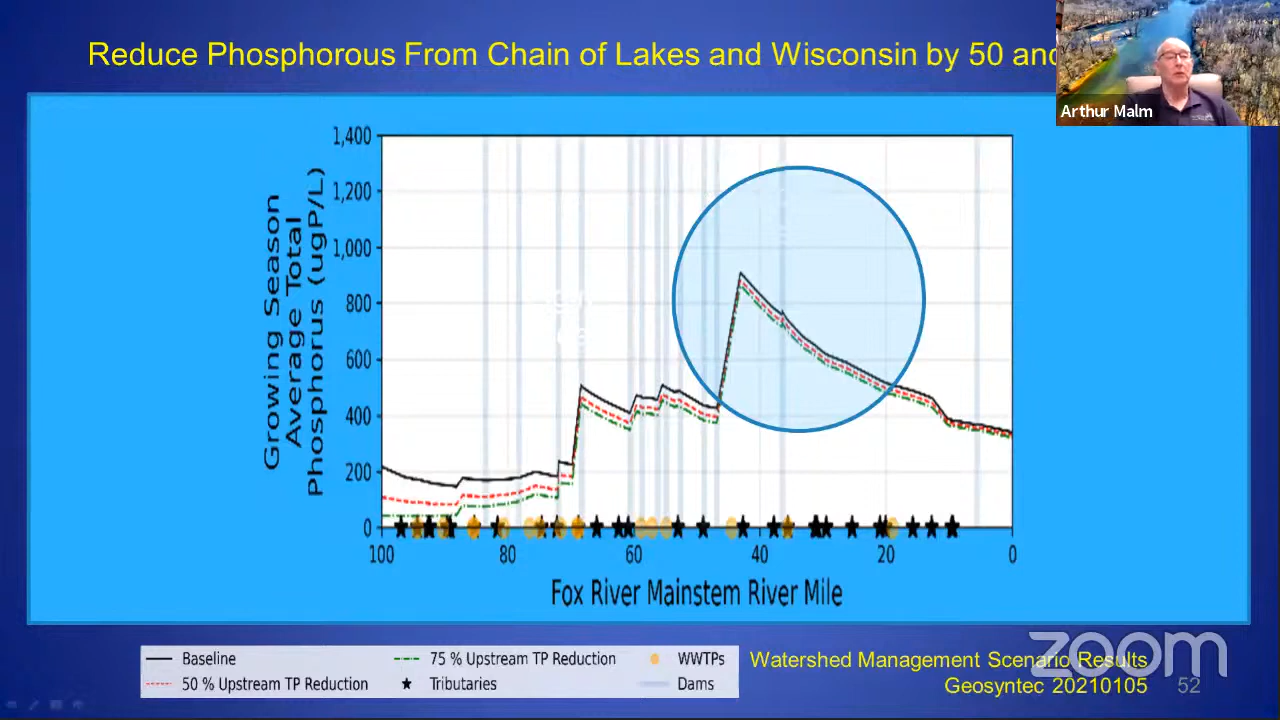 Reduce Phosphorous From Chain of Lakes and Wisconsin by 50 and
Arthur Malm
Growing Season
Average Total
Phosphorus (ugP/L)
1,400
1,200
1,000
800
600
400
200
0
100
80
60
40
20
0
Fox River Mainstem River Mile
Baseline
75 % Upstream TP Reduction
WWTPs
50 % Upstream TP Reduction
Tributaries
Dams
Watershed Management Scenario Results
Geosyntec 20210105
52
zoom